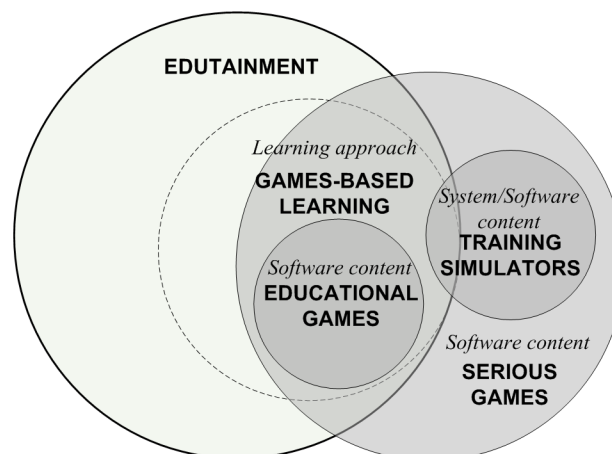 EDUTAINMENT
Learning approach
GAMES-BASED
LEARNING
System/Software
content
TRAINING
SIMULATORS
Software content
EDUCATIONAL
GAMES
Software content
SERIOUS
GAMES